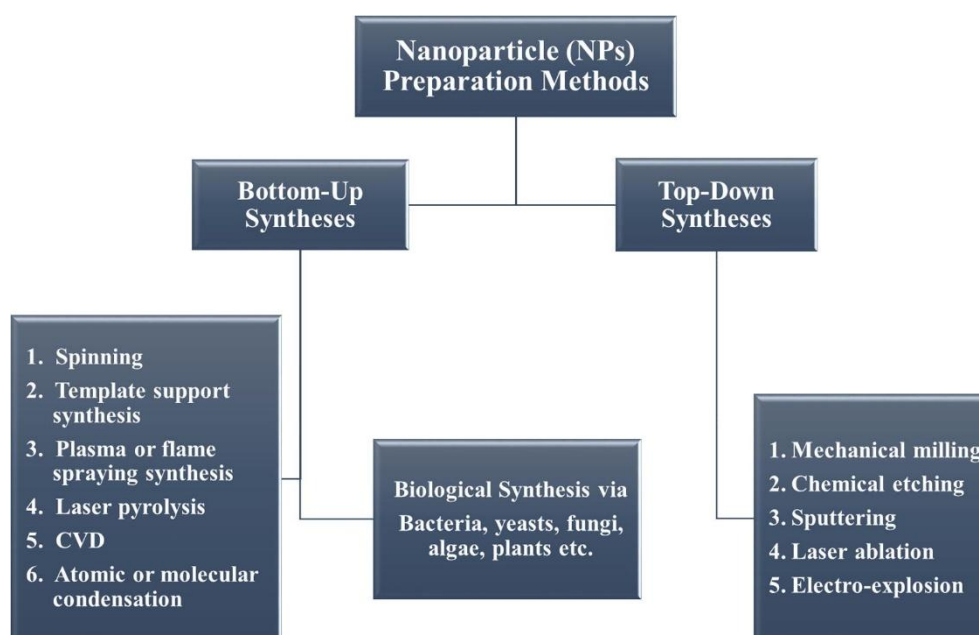 Nanoparticle (NPs)
Preparation Methods
Bottom-Up
Syntheses
Top-Down
Syntheses
1. Spinning
2. Template support
synthesis
3. Plasma or flame
spraying synthesis
4. Laser pyrolysis
5. CVD
6. Atomic or molecular
condensation
Biological Synthesis via
Bacteria, yeasts, fungi,
algae, plants etc.
1. Mechanical milling
2. Chemical etching
3. Sputtering
4. Laser ablation
5. Electro-explosion